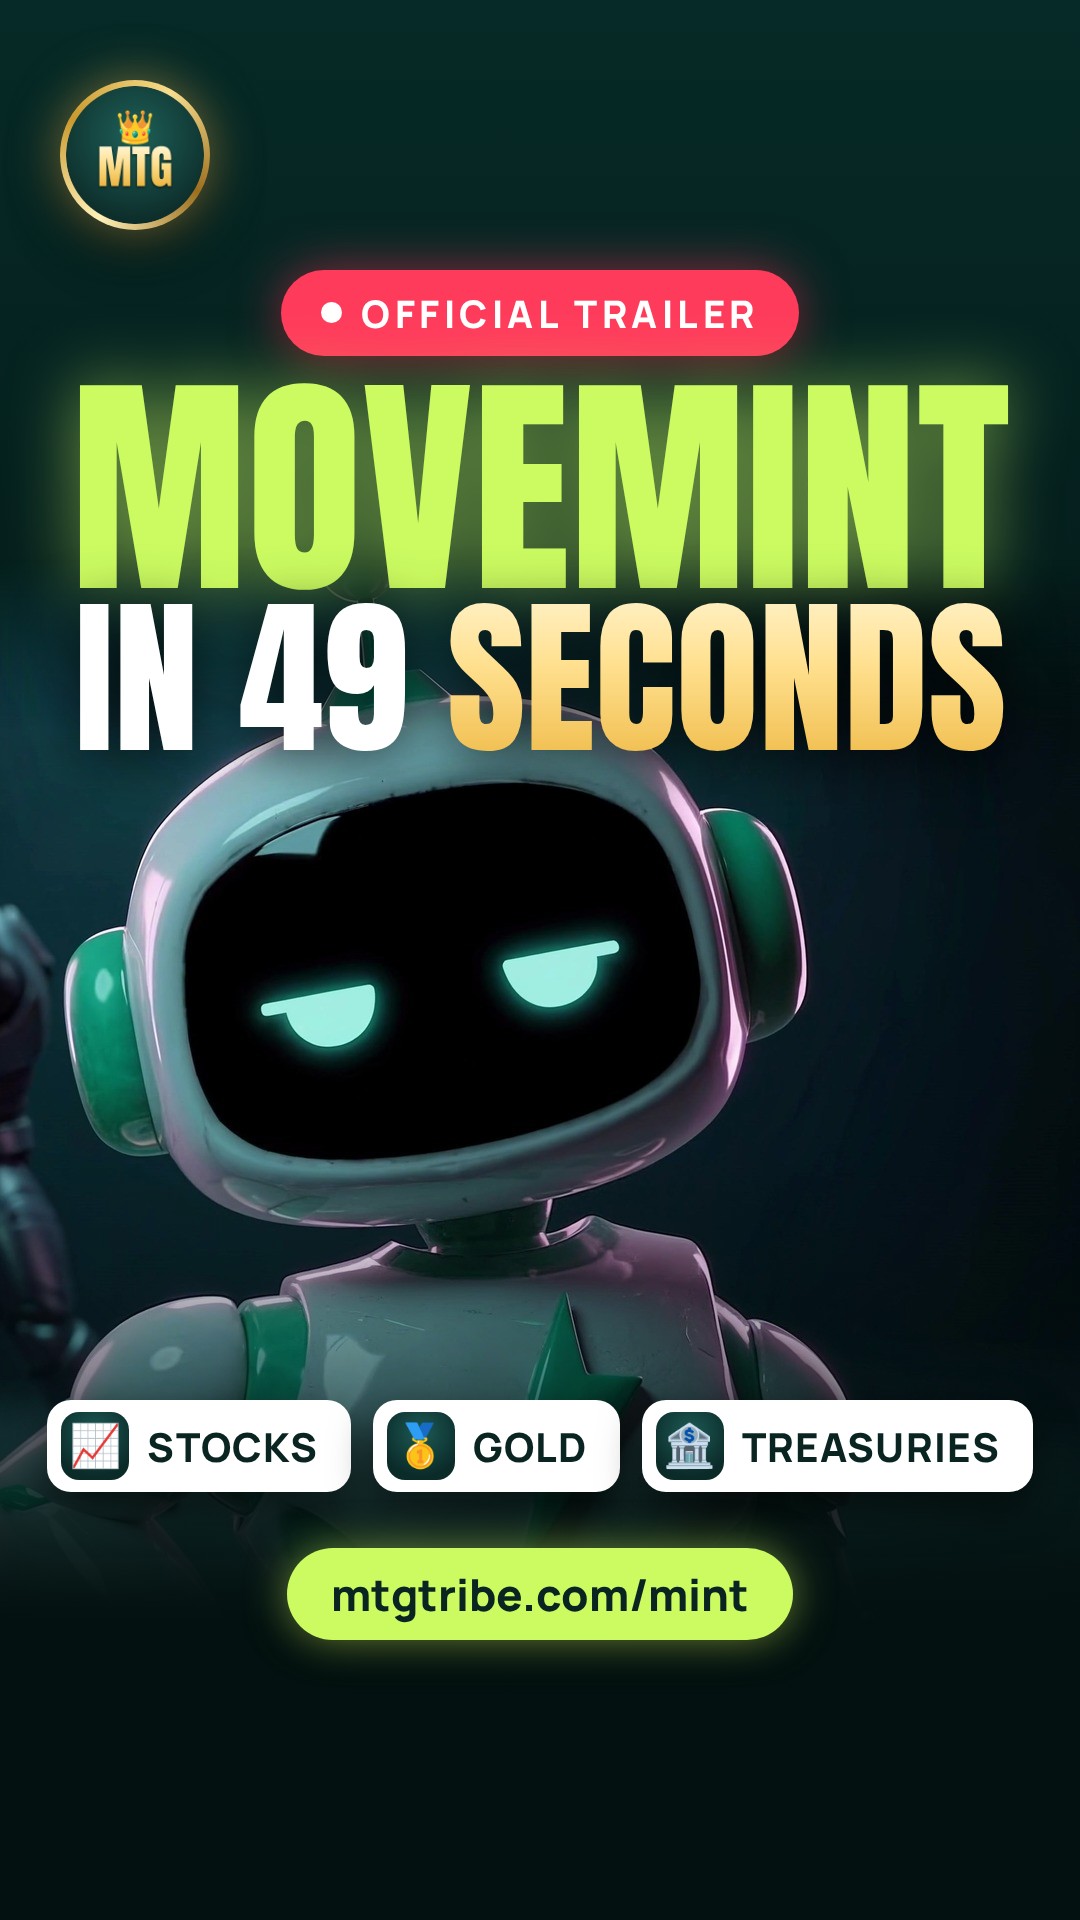 MTG
OFFICIAL TRAILER
MOVEMINT
IN 49 SECONDS
STOCKS
GOLD
TREASURIES
mtgtribe.com/mint